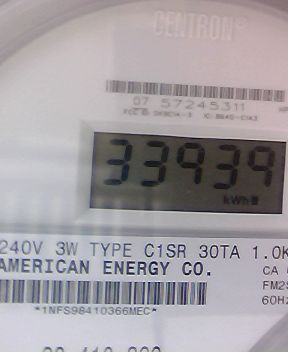 CENTRON®
07 57245311
33939
kWh
240V 3W TYPE C1SR 30TA 1.0K
AMERICAN ENERGY CO.
CA
FM2S
60Hz
*1NFS98410366MEC*